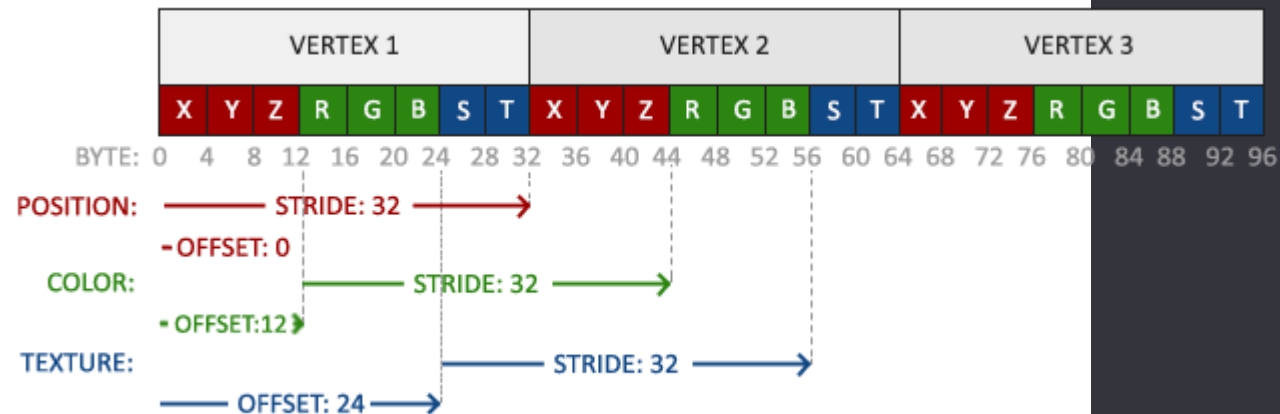 VERTEX 1 VERTEX 2 VERTEX 3
X Y Z R G B S T X Y Z R G B S T X Y Z R G B S T
BYTE: 0 4 8 12 16 20 24 28 32 36 40 44 48 52 56 60 64 68 72 76 80 84 88 92 96
POSITION: STRIDE: 32
-OFFSET: 0
COLOR: STRIDE: 32
- OFFSET:12
TEXTURE: STRIDE: 32
OFFSET: 24